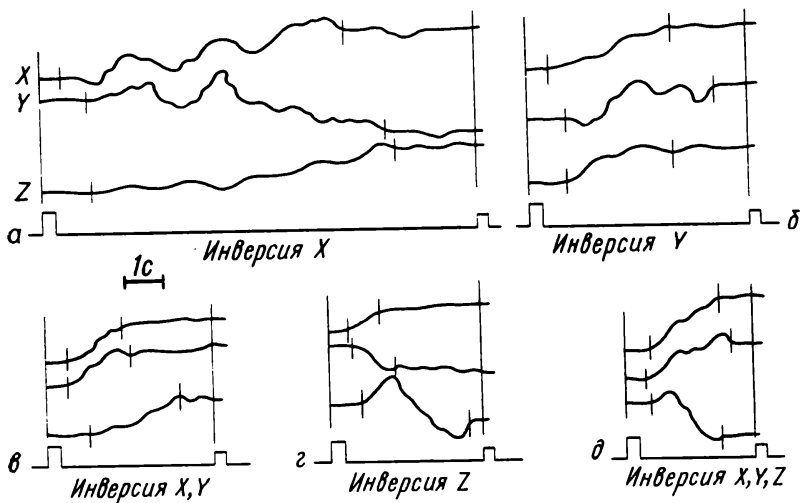 X
Y
Z
а
Инверсия X
б
Инверсия Y
1с
в
Инверсия X,Y
г
Инверсия Z
д
Инверсия X,Y,Z